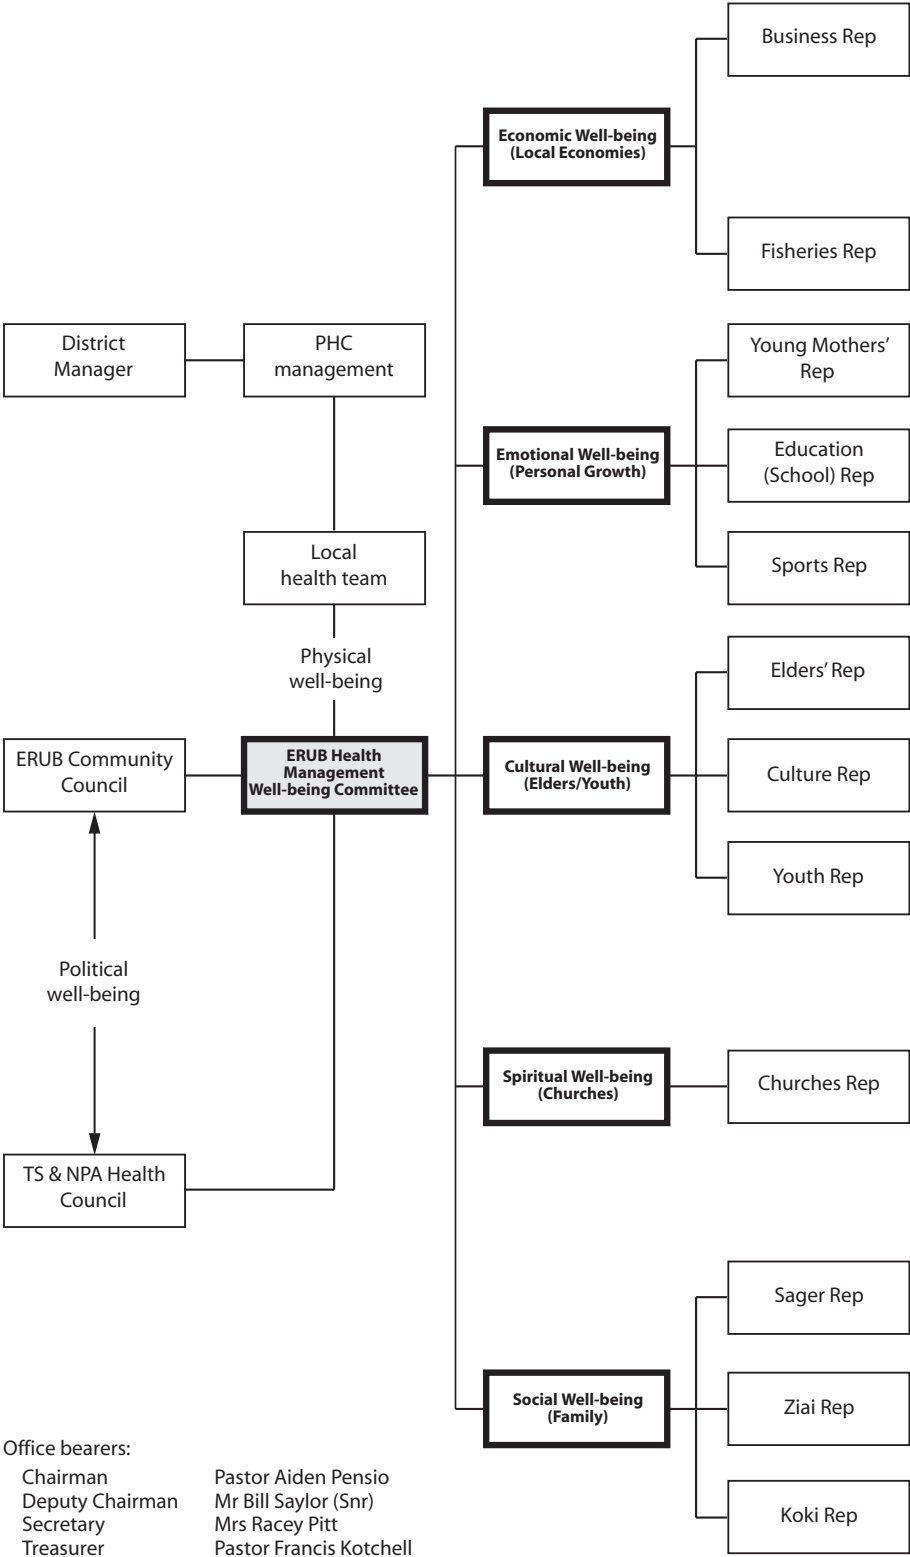 Business Rep
Economic Well-being
(Local Economies)
Fisheries Rep
District
Manager
PHC
management
Young Mothers’
Rep
Emotional Well-being
(Personal Growth)
Education
(School) Rep
Local
health team
Sports Rep
Physical
well-being
Elders’ Rep
ERUB Community
Council
ERUB Health
Management
Well-being Committee
Cultural Well-being
(Elders/Youth)
Culture Rep
Youth Rep
Political
well-being
Spiritual Well-being
(Churches)
Churches Rep
TS & NPA Health
Council
Sager Rep
Social Well-being
(Family)
Ziai Rep
Koki Rep
Office bearers:
Chairman Pastor Aiden Pensio
Deputy Chairman Mr Bill Saylor (Snr)
Secretary Mrs Racey Pitt
Treasurer Pastor Francis Kotchell